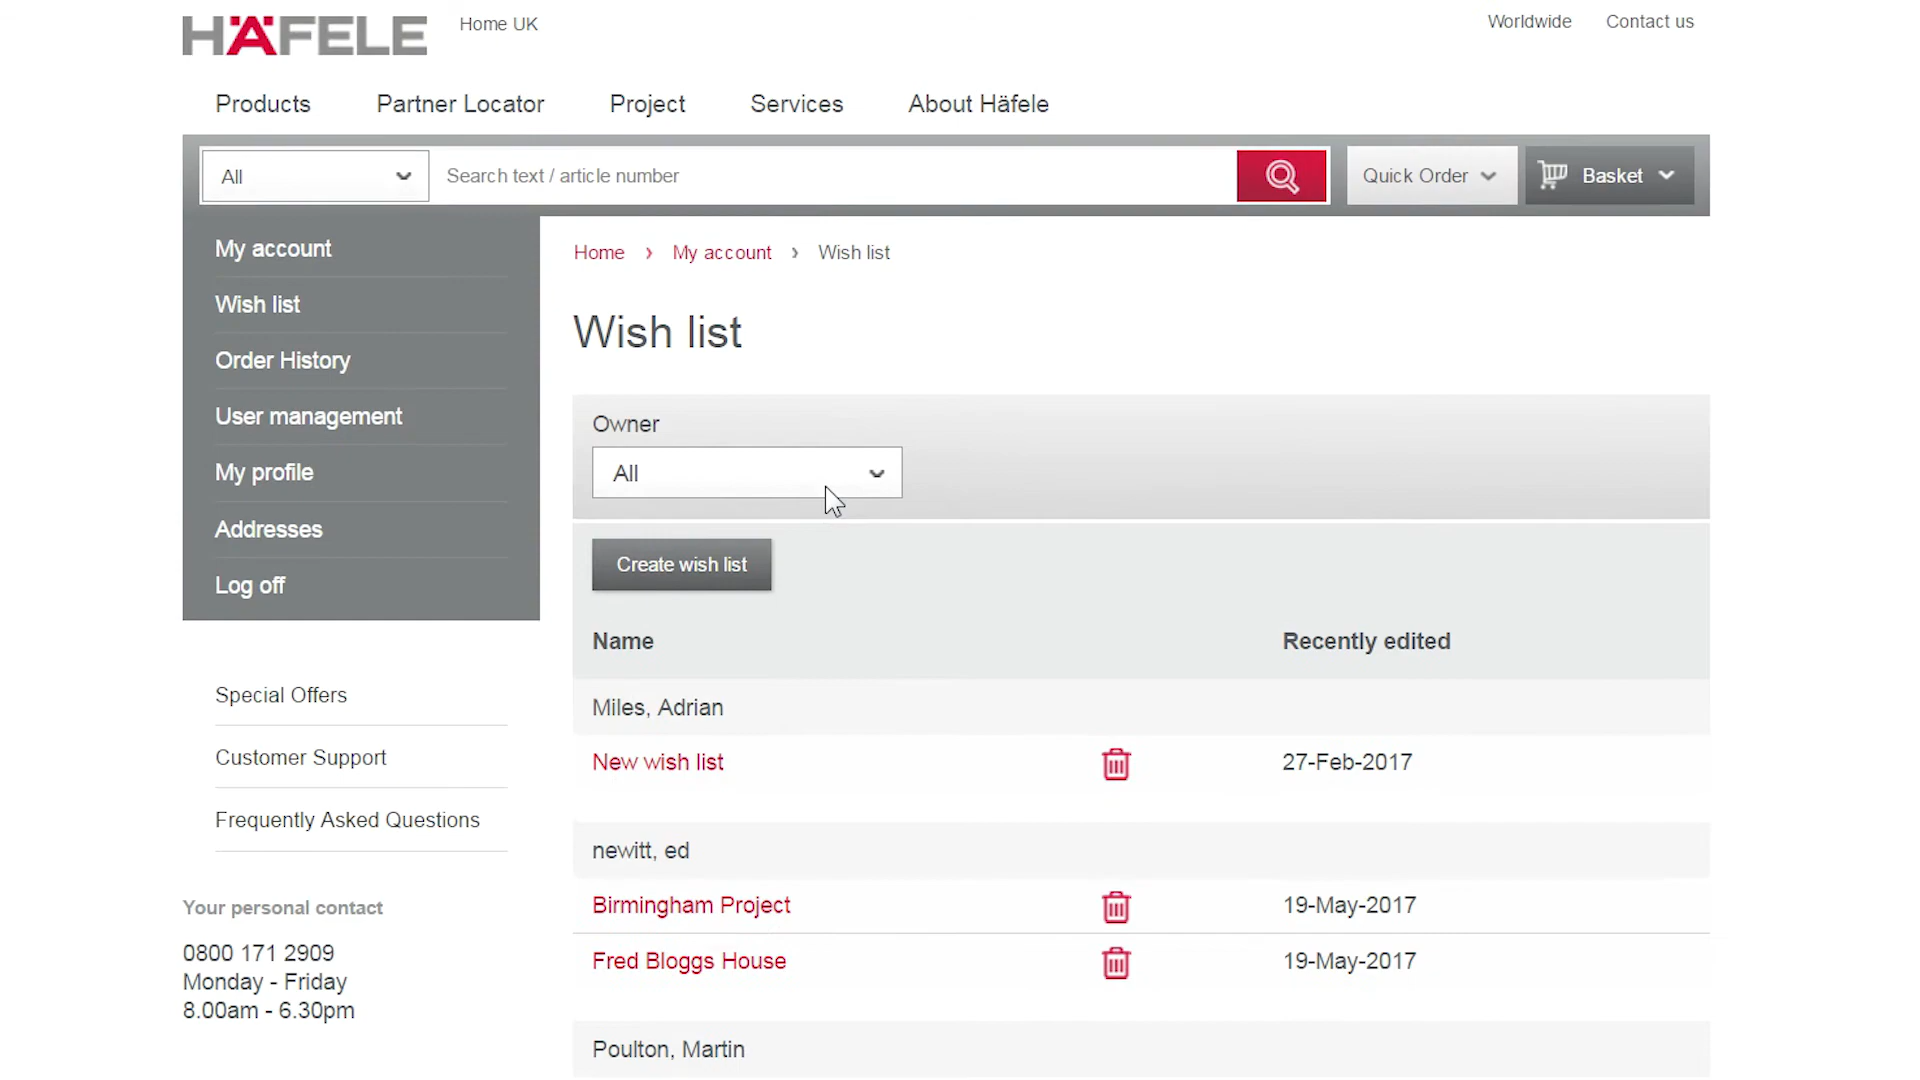 HÄFELE
Home UK
Worldwide
Contact us
Products
Partner Locator
Project
Services
About Häfele
All
Search text / article number
Quick Order
Basket
My account
Wish list
Order History
User management
My profile
Addresses
Log off
Special Offers
Customer Support
Frequently Asked Questions
Your personal contact
0800 171 2909
Monday - Friday
8.00am - 6.30pm
Home › My account › Wish list
Wish list
Owner
All
Create wish list
Name
Recently edited
Miles, Adrian
New wish list
27-Feb-2017
newitt, ed
Birmingham Project
19-May-2017
Fred Bloggs House
19-May-2017
Poulton, Martin